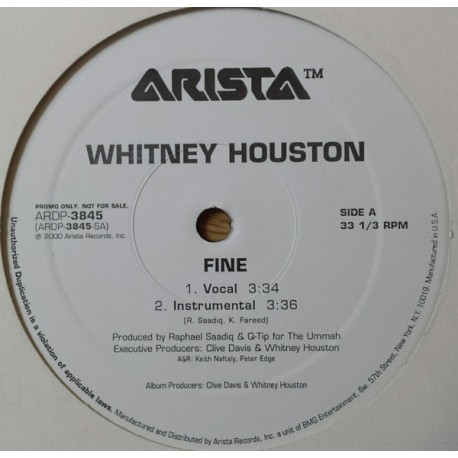 ARISTA™
WHITNEY HOUSTON
PROMO ONLY. NOT FOR SALE.
ARDP-3845
(ARDP-3845-SA)
℗ 2000 Arista Records, Inc.
SIDE A
33 1/3 RPM
FINE
1. Vocal 3:34
2. Instrumental 3:36
(R. Saadiq, K. Fareed)
Produced by Raphael Saadiq & Q-Tip for The Ummah
Executive Producers: Clive Davis & Whitney Houston
A&R: Keith Naftaly, Peter Edge
Album Producers: Clive Davis & Whitney Houston
Unauthorized Duplication is a violation of applicable laws. Manufactured and Distributed by Arista Records, Inc. a unit of BMG Entertainment, 6w. 57th Street, New York, N.Y. 10019. Manufactured in U.S.A.